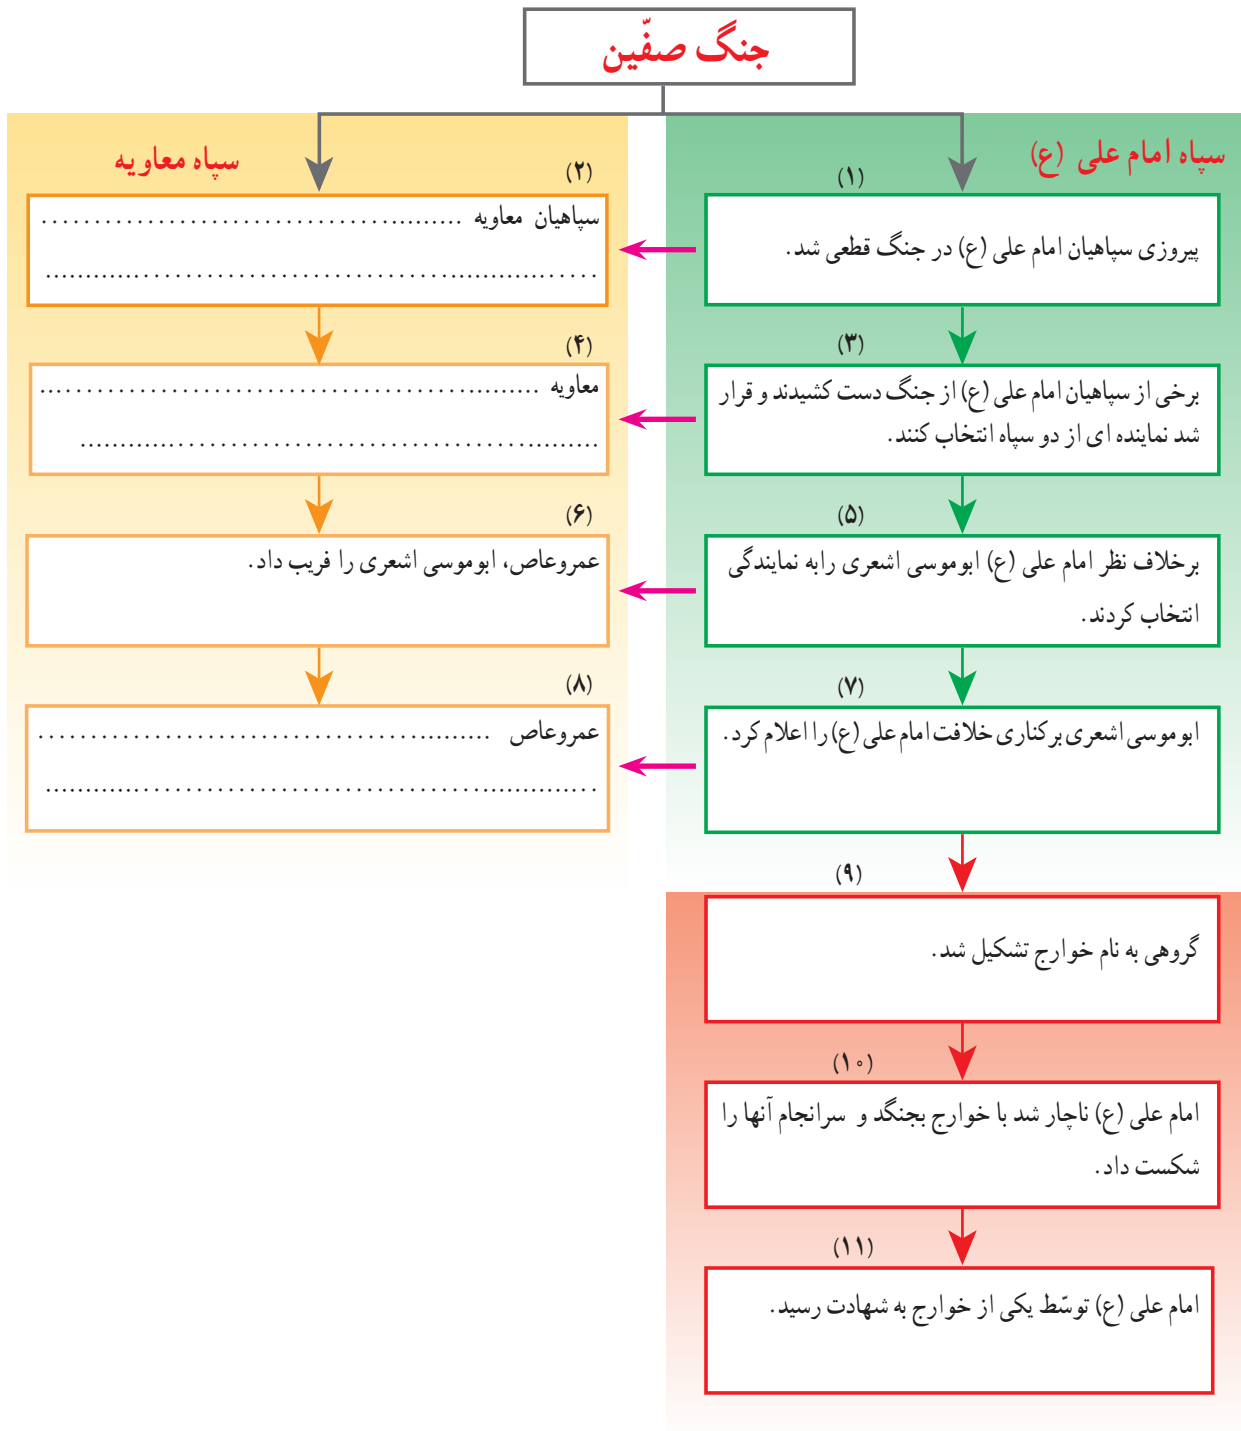 جنگ صفّین
سپاه امام علی (ع)
سپاه معاویه
(۱)
پیروزی سپاهیان امام علی (ع) در جنگ قطعی شد.
(۲)
سپاهیان معاویه ..........................................
.....................................................
(۳)
برخی از سپاهیان امام علی (ع) از جنگ دست کشیدند و قرار
شد نماینده ای از دو سپاه انتخاب کنند.
(۴)
معاویه ..................................................
..................................................
(۵)
برخلاف نظر امام علی (ع) ابوموسی اشعری رابه نمایندگی
انتخاب کردند.
(۶)
عمروعاص، ابوموسی اشعری را فریب داد.
(۷)
ابوموسی اشعری برکناری خلافت امام علی (ع) را اعلام کرد.
(۸)
عمروعاص ..............................................
.....................................................
(۹)
گروهی به نام خوارج تشکیل شد.
(۱۰)
امام علی (ع) ناچار شد با خوارج بجنگد و سرانجام آنها را
شکست داد.
(۱۱)
امام علی (ع) توسّط یکی از خوارج به شهادت رسید.